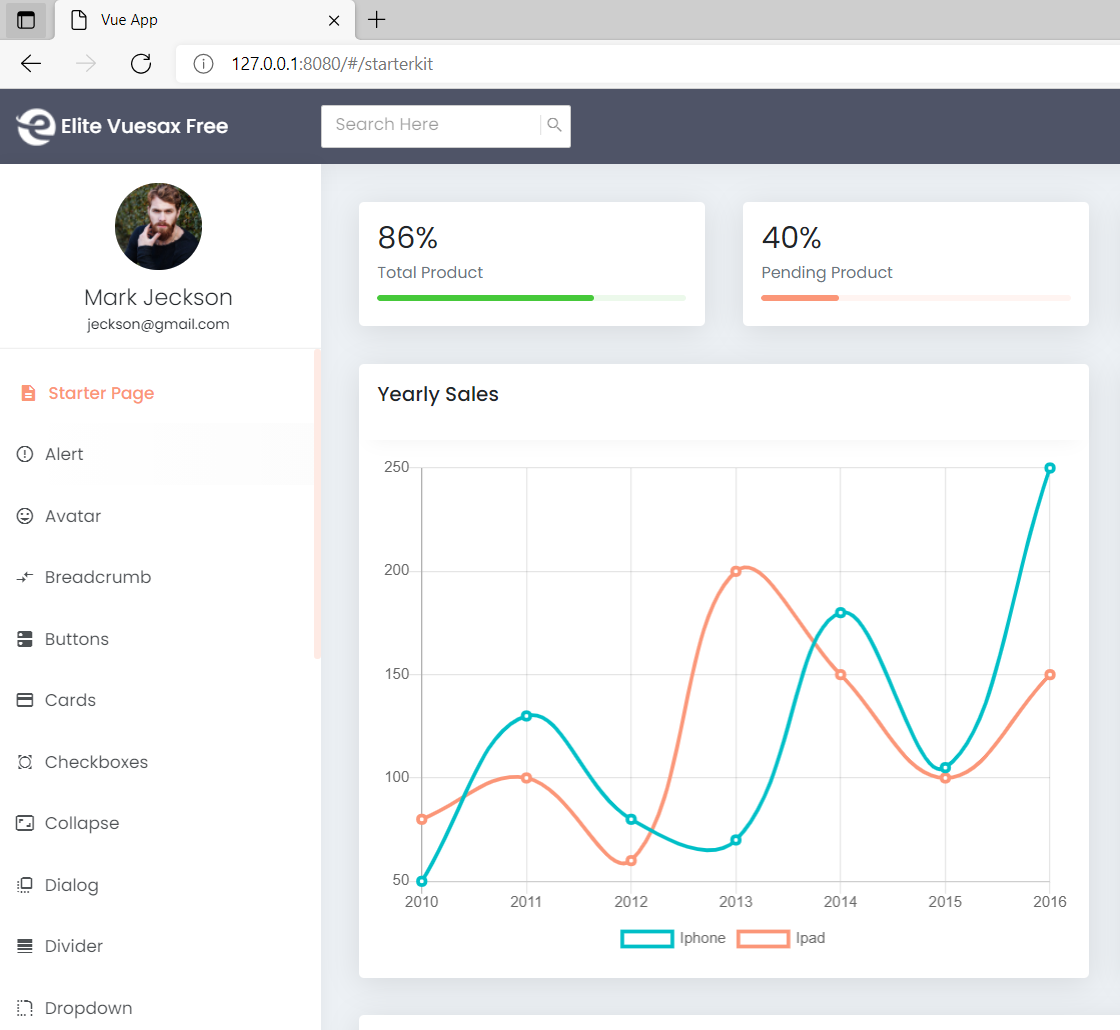 Vue App
127.0.0.1:8080/#/starterkit
Elite Vuesax Free
Search Here
Mark Jeckson
jeckson@gmail.com
Starter Page
Alert
Avatar
Breadcrumb
Buttons
Cards
Checkboxes
Collapse
Dialog
Divider
Dropdown
86%
Total Product
40%
Pending Product
Yearly Sales
250
200
150
100
50
2010 2011 2012 2013 2014 2015 2016
Iphone Ipad